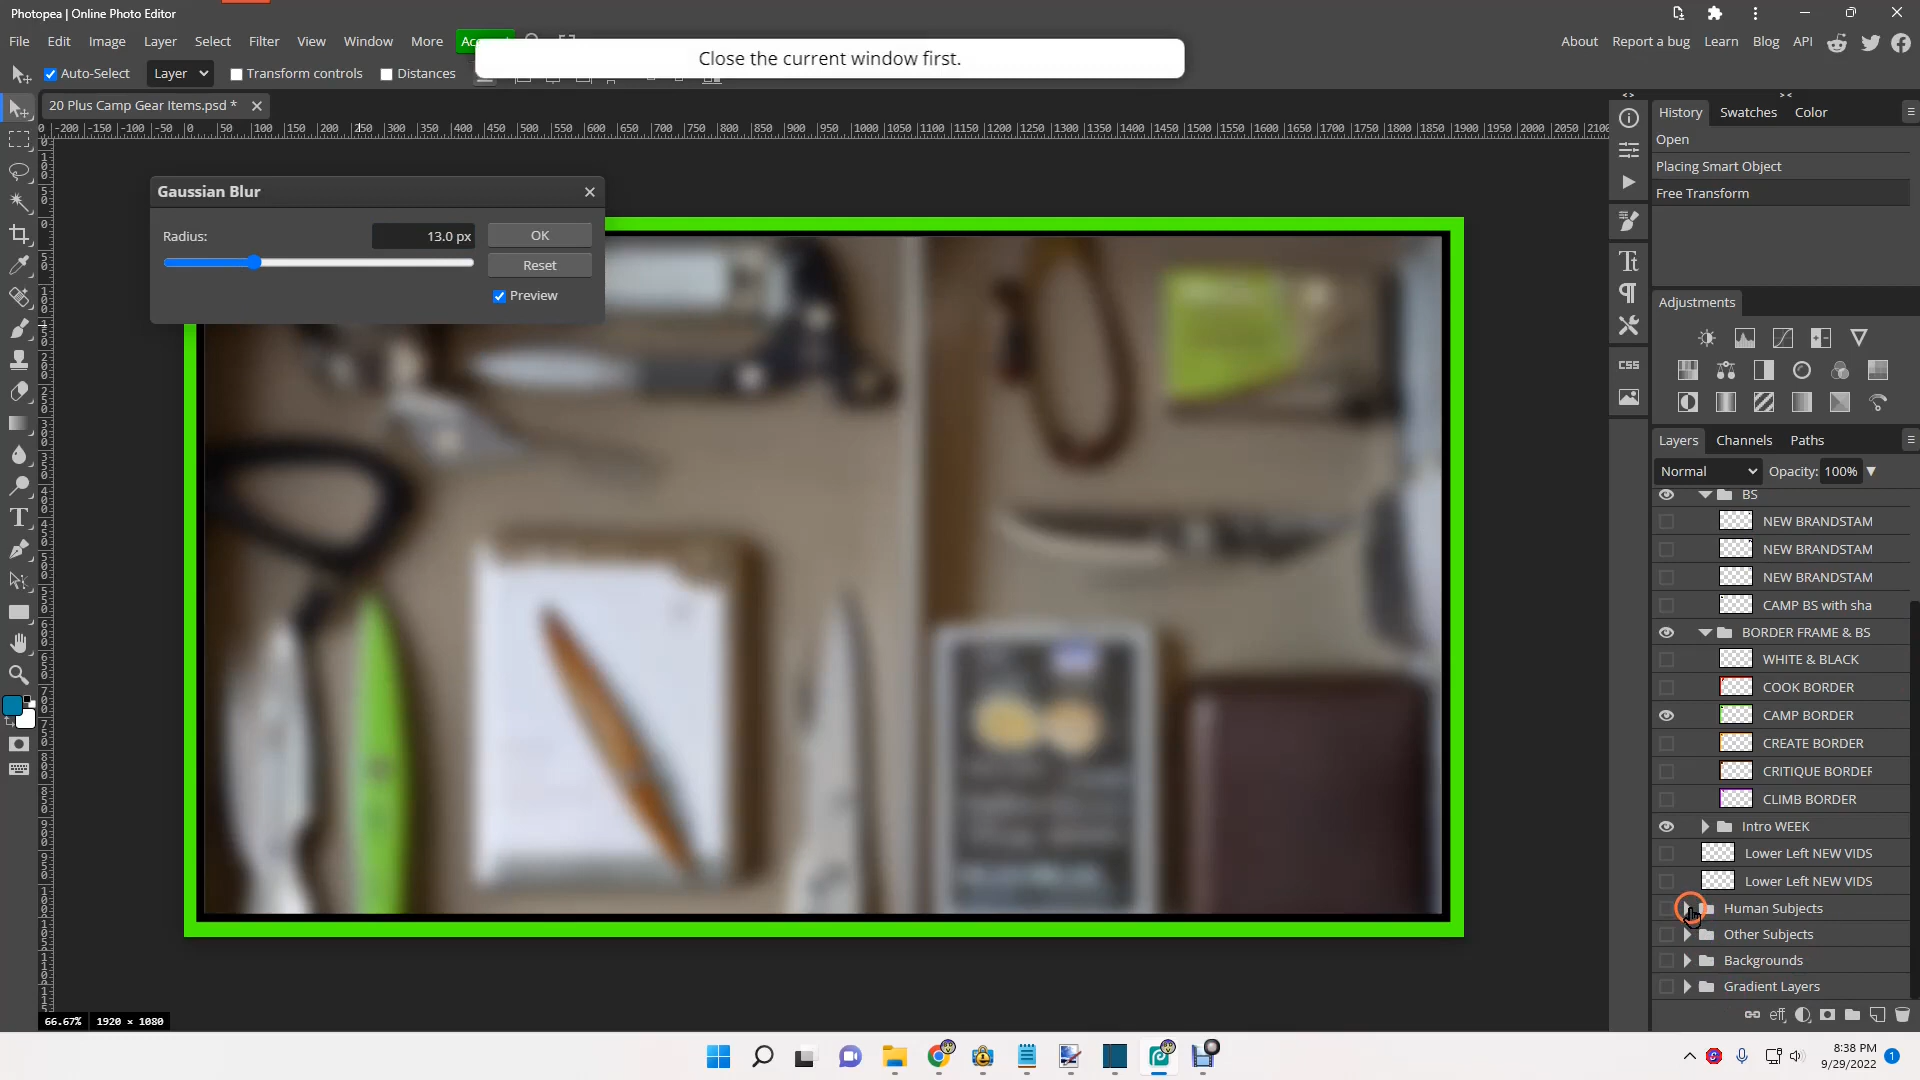 Photopea | Online Photo Editor
File Edit Image Layer Select Filter View Window More
Close the current window first.
About Report a bug Learn Blog API
Auto-Select Layer Transform controls Distances
20 Plus Camp Gear Items.psd *
Gaussian Blur
Radius: 13.0 px OK
Reset
Preview
History Swatches Color
Open
Placing Smart Object
Free Transform
Adjustments
CSS
Layers Channels Paths
Normal Opacity: 100%
BS
NEW BRANDSTAM
NEW BRANDSTAM
NEW BRANDSTAM
CAMP BS with sha
BORDER FRAME & BS
WHITE & BLACK
COOK BORDER
CAMP BORDER
CREATE BORDER
CRITIQUE BORDER
CLIMB BORDER
Intro WEEK
Lower Left NEW VIDS
Lower Left NEW VIDS
Human Subjects
Other Subjects
Backgrounds
Gradient Layers
eff
66.67% 1920 × 1080
8:38 PM
9/29/2022
1